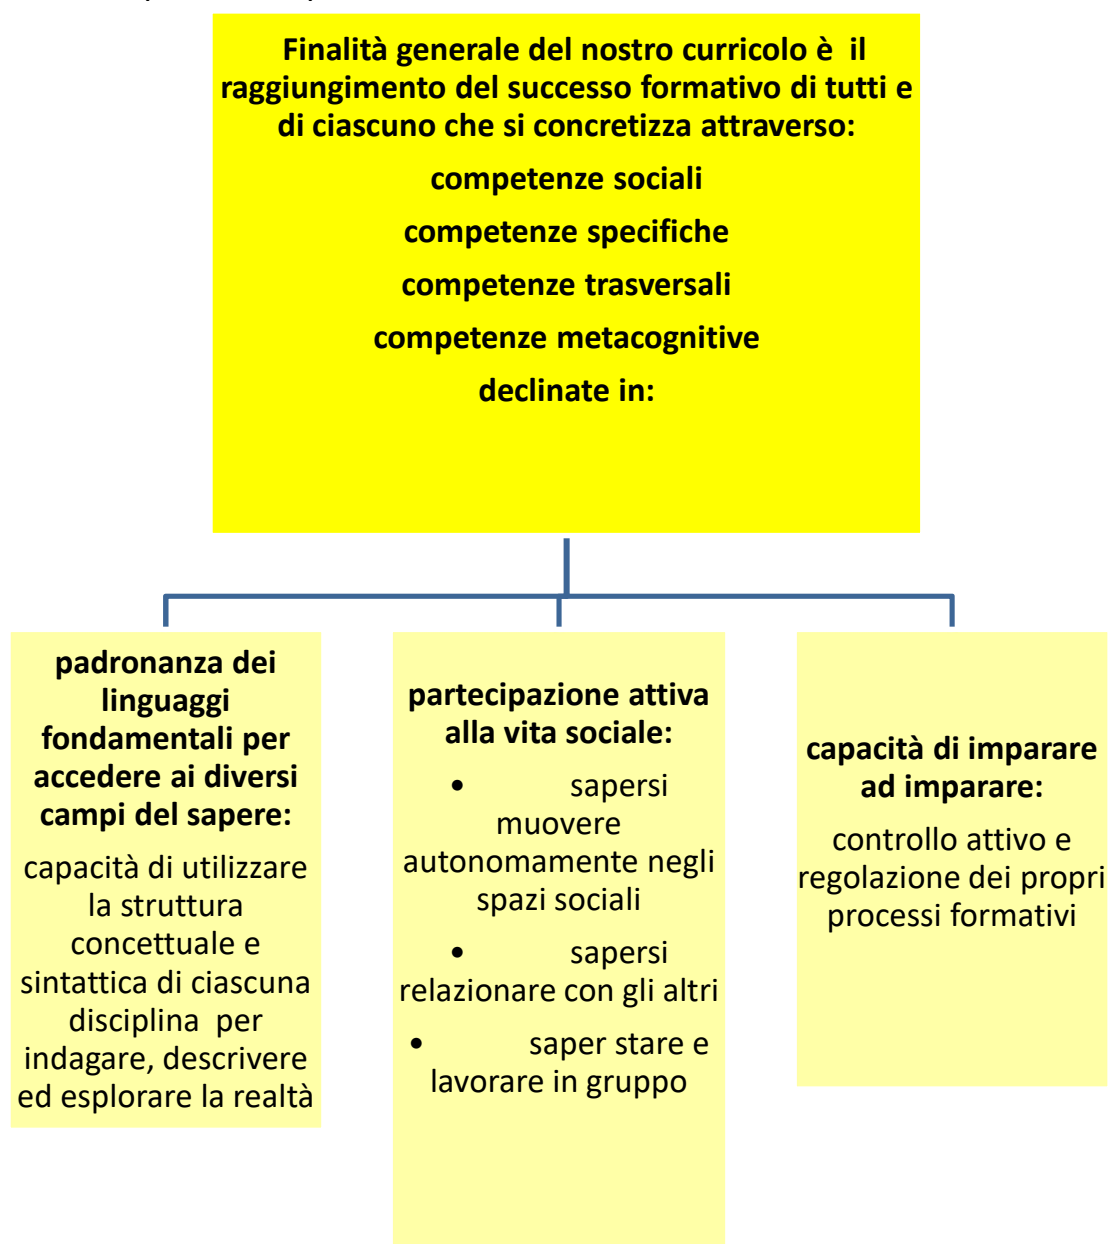 Finalità generale del nostro curricolo è il
raggiungimento del successo formativo di tutti e
di ciascuno che si concretizza attraverso:
competenze sociali
competenze specifiche
competenze trasversali
competenze metacognitive
declinate in:
padronanza dei
linguaggi
fondamentali per
accedere ai diversi
campi del sapere:
capacità di utilizzare
la struttura
concettuale e
sintattica di ciascuna
disciplina per
indagare, descrivere
ed esplorare la realtà
partecipazione attiva
alla vita sociale:
• sapersi
muovere
autonomamente negli
spazi sociali
• sapersi
relazionare con gli altri
• saper stare e
lavorare in gruppo
capacità di imparare
ad imparare:
controllo attivo e
regolazione dei propri
processi formativi